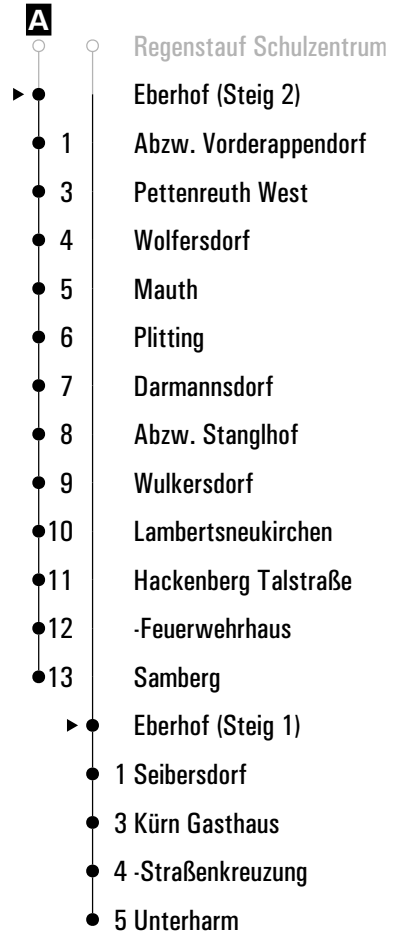 A
Regenstauf Schulzentrum
Eberhof (Steig 2)
1 Abzw. Vorderappendorf
3 Pettenreuth West
4 Wolfersdorf
5 Mauth
6 Plitting
7 Darmannsdorf
8 Abzw. Stanglhof
9 Wulkersdorf
10 Lambertsneukirchen
11 Hackenberg Talstraße
12 -Feuerwehrhaus
13 Samberg
Eberhof (Steig 1)
1 Seibersdorf
3 Kürn Gasthaus
4 -Straßenkreuzung
5 Unterharm